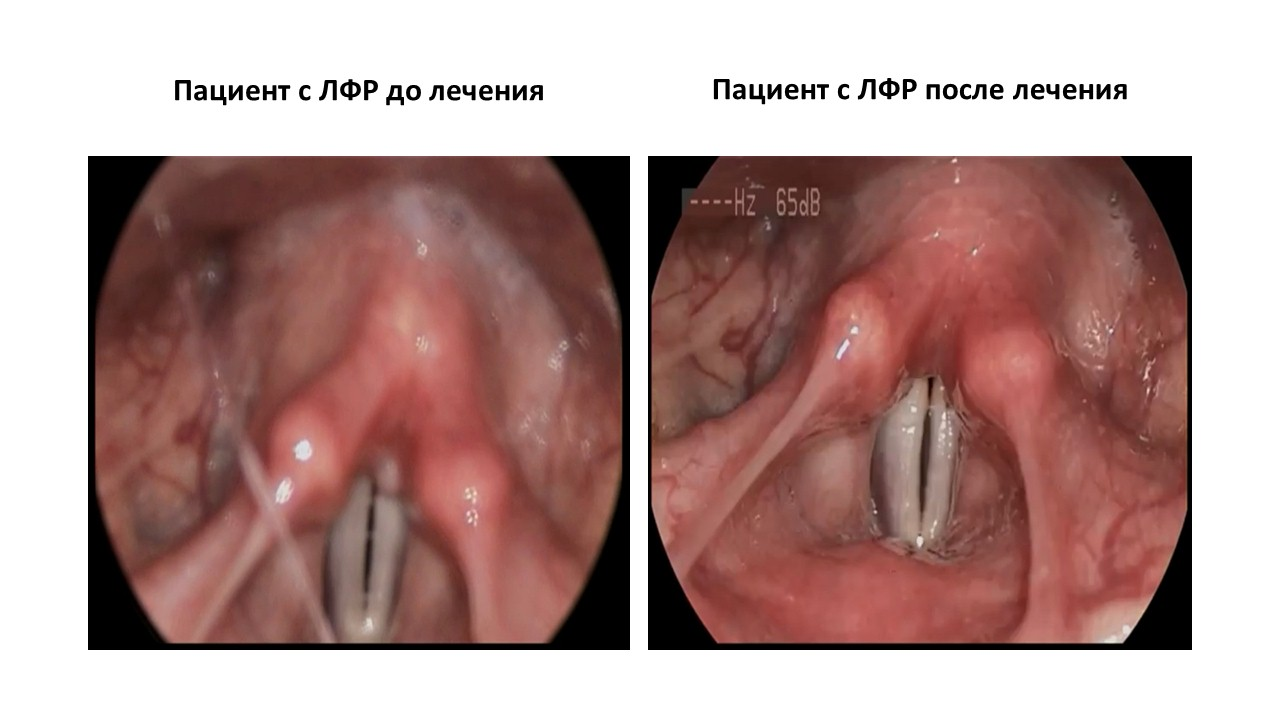 Пациент с ЛФР до лечения
Пациент с ЛФР после лечения
----Hz 65dB